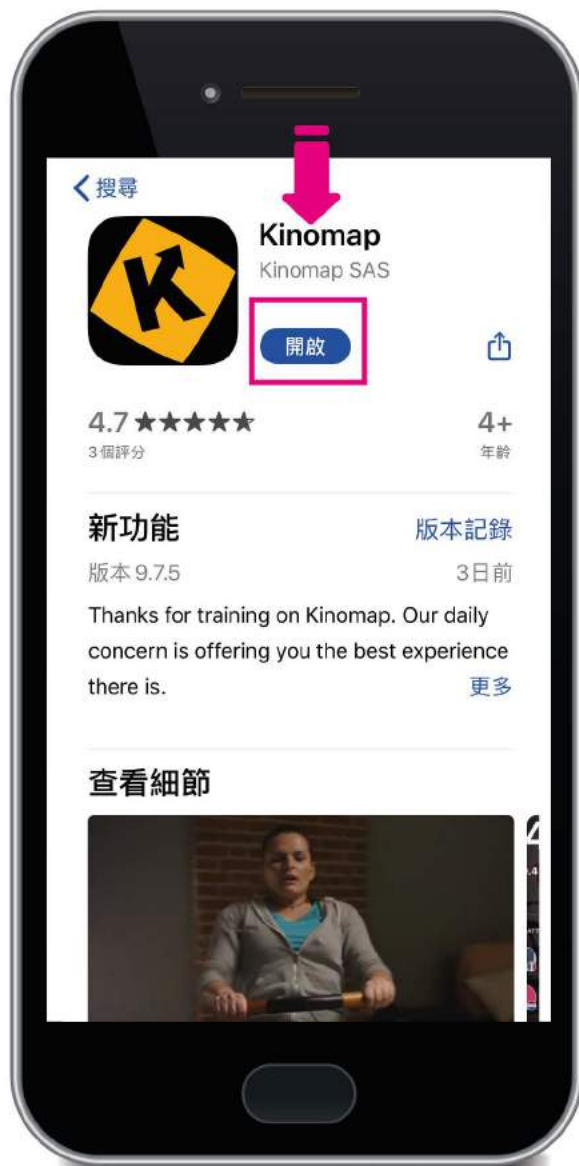 搜尋
Kinomap
Kinomap SAS
開啟
4.7
4+
3個評分
年齡
新功能
版本記錄
版本 9.7.5
3日前
Thanks for training on Kinomap. Our daily
concern is offering you the best experience
there is.
更多
查看細節